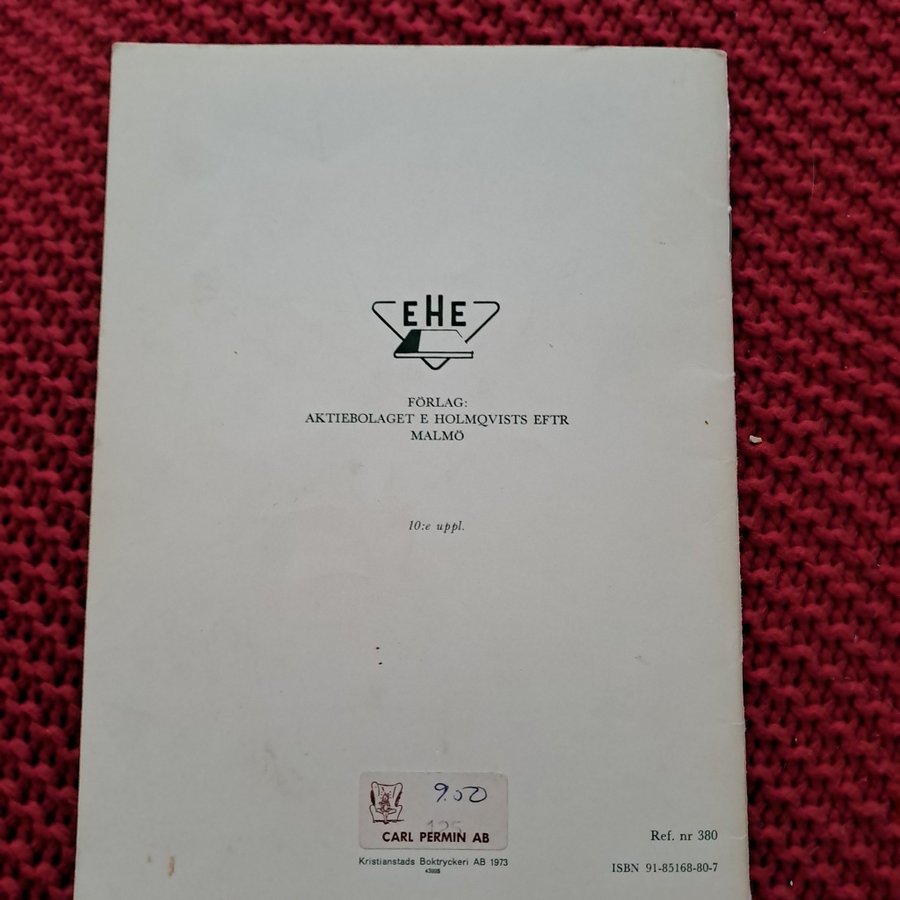 EHE
FÖRLAG:
AKTIEBOLAGET E HOLMQVISTS EFTR
MALMÖ
10:e uppl.
9.50
CARL PERMIN AB
Kristianstads Boktryckeri AB 1973
Ref. nr 380
ISBN 91-85168-80-7